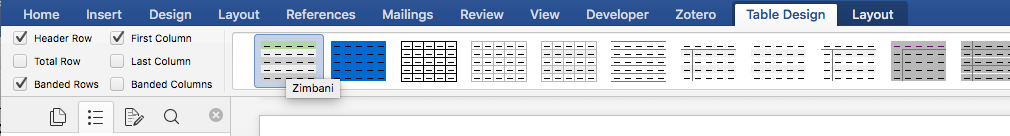 Home Insert Design Layout References Mailings Review View Developer Zotero Table Design Layout
Header Row First Column
Total Row Last Column
Banded Rows Banded Columns
Zimbani